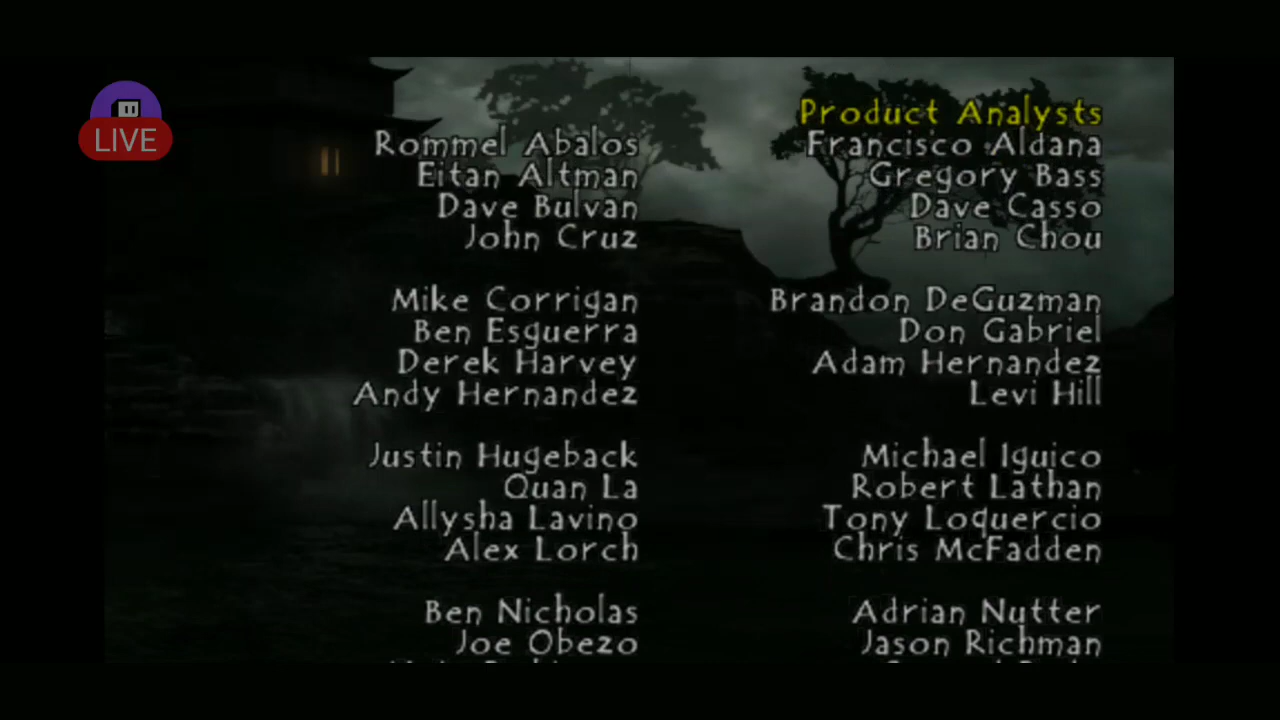 LIVE
Product Analysts
Rommel Abalos Francisco Aldana
Eitan Altman Gregory Bass
Dave Bulvan Dave Casso
John Cruz Brian Chou
Mike Corrigan Brandon DeGuzman
Ben Esguerra Don Gabriel
Derek Harvey Adam Hernandez
Andy Hernandez Levi Hill
Justin Hugeback Michael Iguico
Quan La Robert Lathan
Allysha Lavino Tony Loquercio
Alex Lorch Chris McFadden
Ben Nicholas Adrian Nutter
Joe Obezo Jason Richman